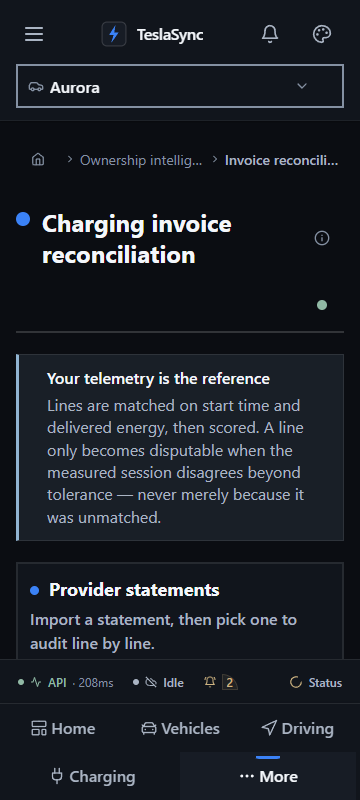 TeslaSync
Aurora
Ownership intellig... Invoice reconcili...
Charging invoice
reconciliation
Your telemetry is the reference
Lines are matched on start time and
delivered energy, then scored. A line
only becomes disputable when the
measured session disagrees beyond
tolerance — never merely because it
was unmatched.
Provider statements
Import a statement, then pick one to
audit line by line.
API · 208ms Idle 2 Status
Home Vehicles Driving
Charging More